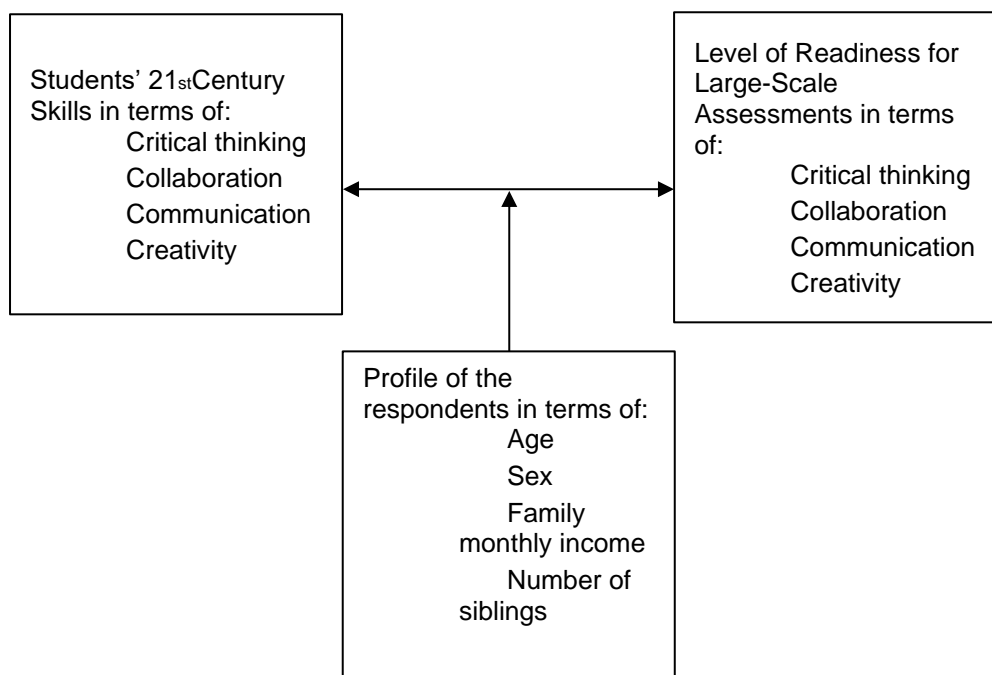 Students’ 21stCentury
Skills in terms of:
Critical thinking
Collaboration
Communication
Creativity
Level of Readiness for
Large-Scale
Assessments in terms
of:
Critical thinking
Collaboration
Communication
Creativity
Profile of the
respondents in terms of:
Age
Sex
Family
monthly income
Number of
siblings